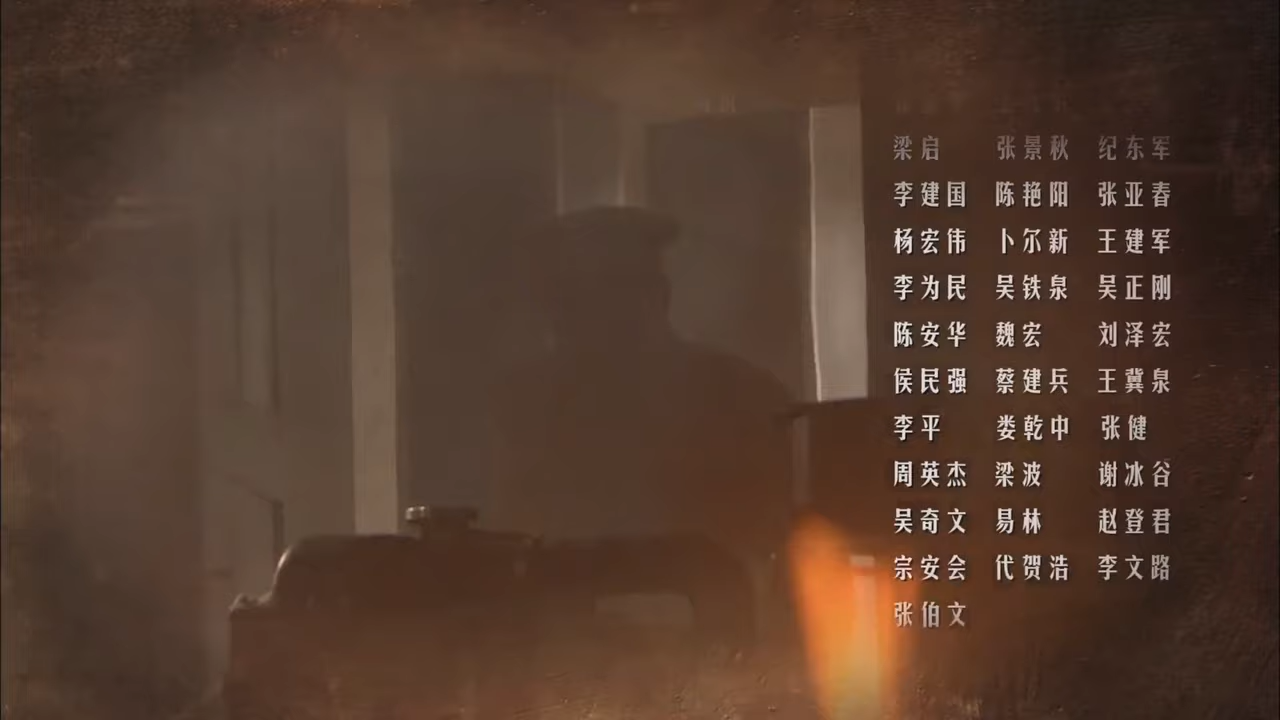 梁启 张景秋 纪东军
李建国 陈艳阳 张亚春
杨宏伟 卜尔新 王建军
李为民 吴铁泉 吴正刚
陈安华 魏宏 刘泽宏
侯民强 蔡建兵 王冀泉
李平 娄乾中 张健
周英杰 梁波 谢冰谷
吴奇文 易林 赵登君
宗安会 代贺浩 李文路
张伯文